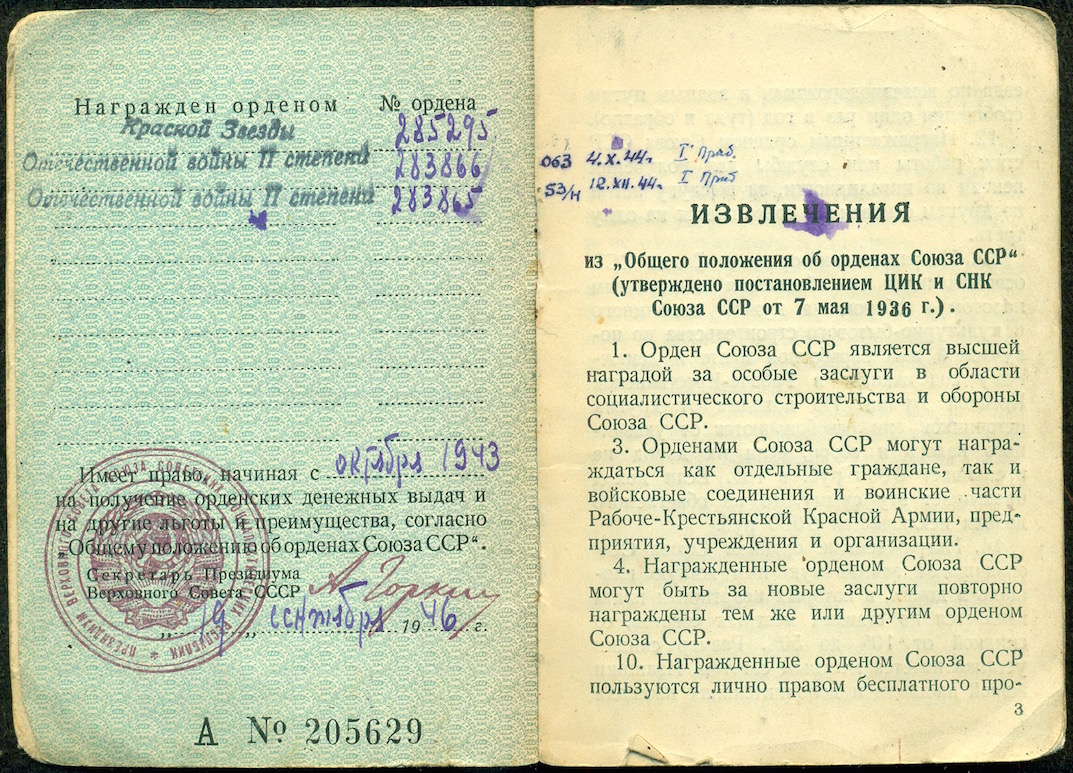 Награжден орденом № ордена
Красной Звезды 285295
Отечественной войны II степени 283866
Отечественной войны II степени 283865
Имеет право начиная с октября 1943
на получение орденских денежных выдач и
на другие льготы и преимущества, согласно
„Общему положению об орденах Союза ССР“.
Секретарь Президиума
Верховного Совета СССР А. Горкин
„19“ сентября 1946 г.
А № 205629
063 4.X.44г. I Приб.
53/н 12.XII.44г. I Приб
ИЗВЛЕЧЕНИЯ
из „Общего положения об орденах Союза ССР“
(утверждено постановлением ЦИК и СНК
Союза ССР от 7 мая 1936 г.).
1. Орден Союза ССР является высшей
наградой за особые заслуги в области
социалистического строительства и обороны
Союза ССР.
3. Орденами Союза ССР могут награ-
ждаться как отдельные граждане, так и
войсковые соединения и воинские части
Рабоче-Крестьянской Красной Армии, пред-
приятия, учреждения и организации.
4. Награжденные орденом Союза ССР
могут быть за новые заслуги повторно
награждены тем же или другим орденом
Союза ССР.
10. Награжденные орденом Союза ССР
пользуются лично правом бесплатного про-
3